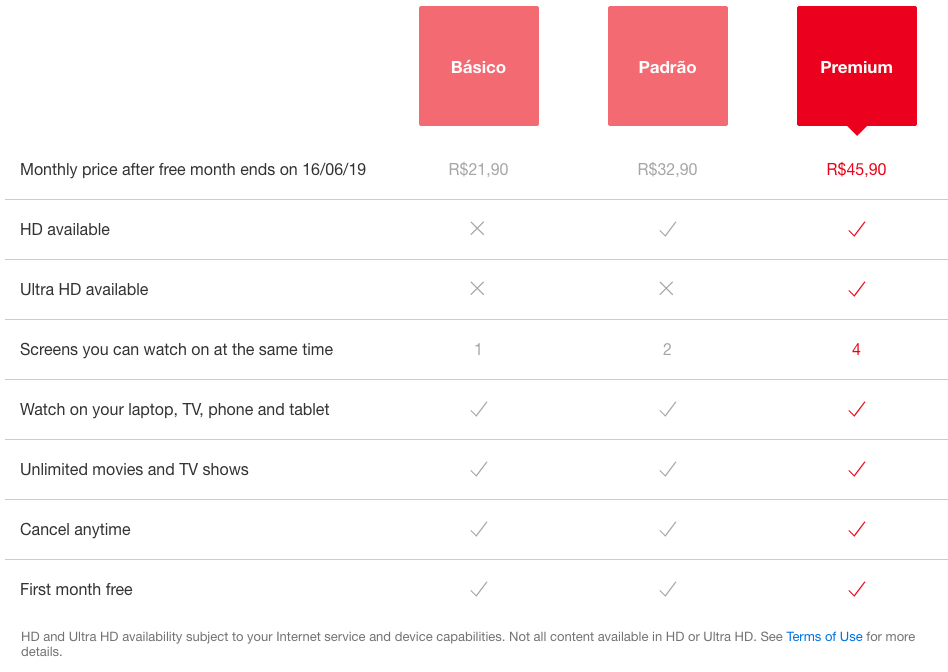 Básico Padrão Premium
Monthly price after free month ends on 16/06/19 R$21,90 R$32,90 R$45,90
HD available
Ultra HD available
Screens you can watch on at the same time 1 2 4
Watch on your laptop, TV, phone and tablet
Unlimited movies and TV shows
Cancel anytime
First month free
HD and Ultra HD availability subject to your Internet service and device capabilities. Not all content available in HD or Ultra HD. See Terms of Use for more
details.